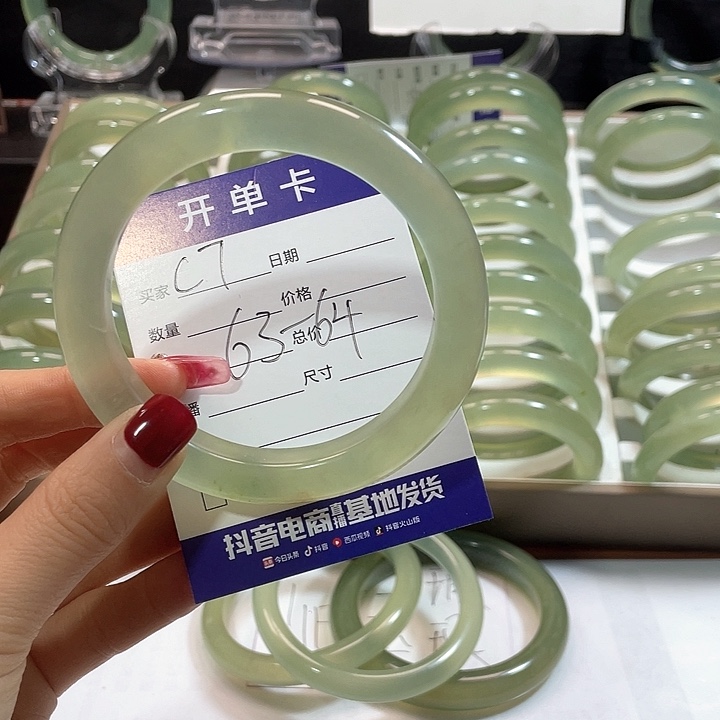 开单卡
买家 C7 日期
数量 价格
63-64 总价
尺寸
番
抖音电商直播基地发货
今日头条 抖音 西瓜视频 抖音火山版